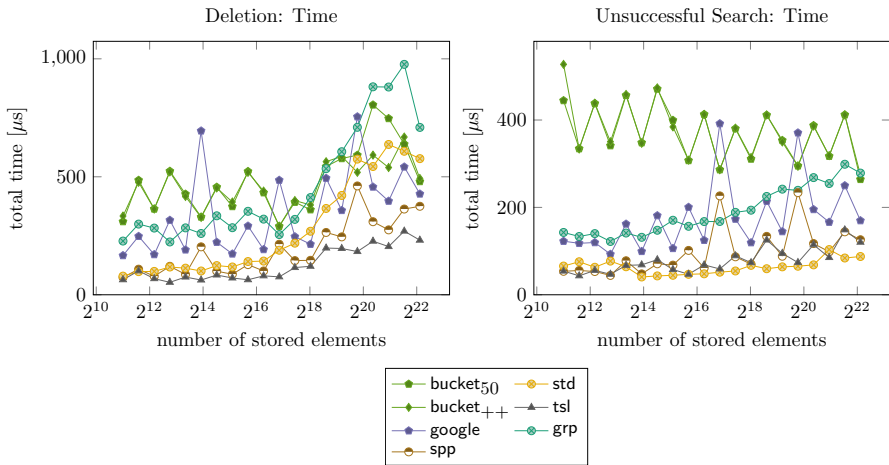 Deletion: Time
total time [µs]
1,000
500
0
2^10 2^12 2^14 2^16 2^18 2^20 2^22
number of stored elements
Unsuccessful Search: Time
total time [µs]
400
200
0
2^10 2^12 2^14 2^16 2^18 2^20 2^22
number of stored elements
bucket_50 std
bucket_++ tsl
google grp
spp